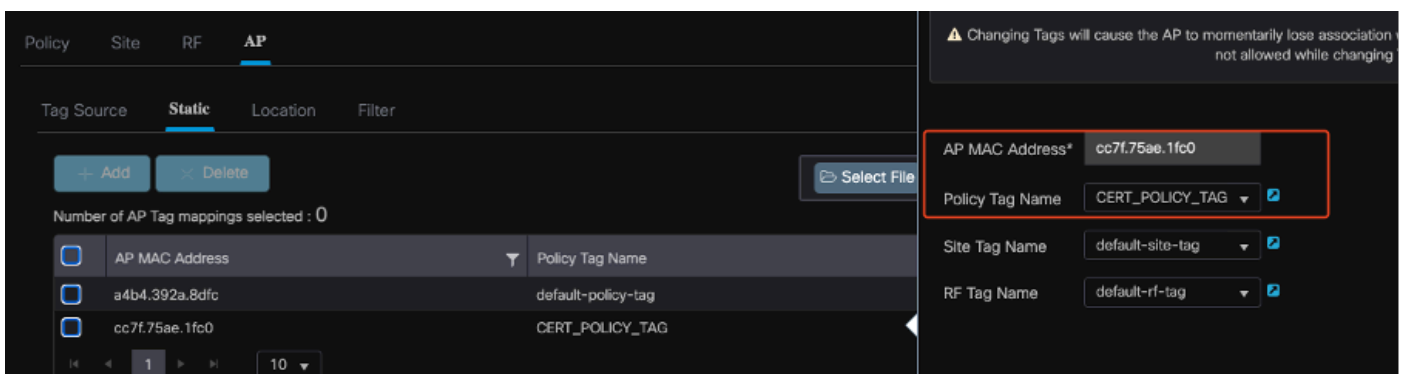 Policy Site RF AP
Tag Source Static Location Filter
+ Add × Delete
Select File
Number of AP Tag mappings selected : 0
AP MAC Address Policy Tag Name
a4b4.392a.8dfc default-policy-tag
cc7f.75ae.1fc0 CERT_POLICY_TAG
1 10
Changing Tags will cause the AP to momentarily lose association
not allowed while changing
AP MAC Address* cc7f.75ae.1fc0
Policy Tag Name CERT_POLICY_TAG
Site Tag Name default-site-tag
RF Tag Name default-rf-tag